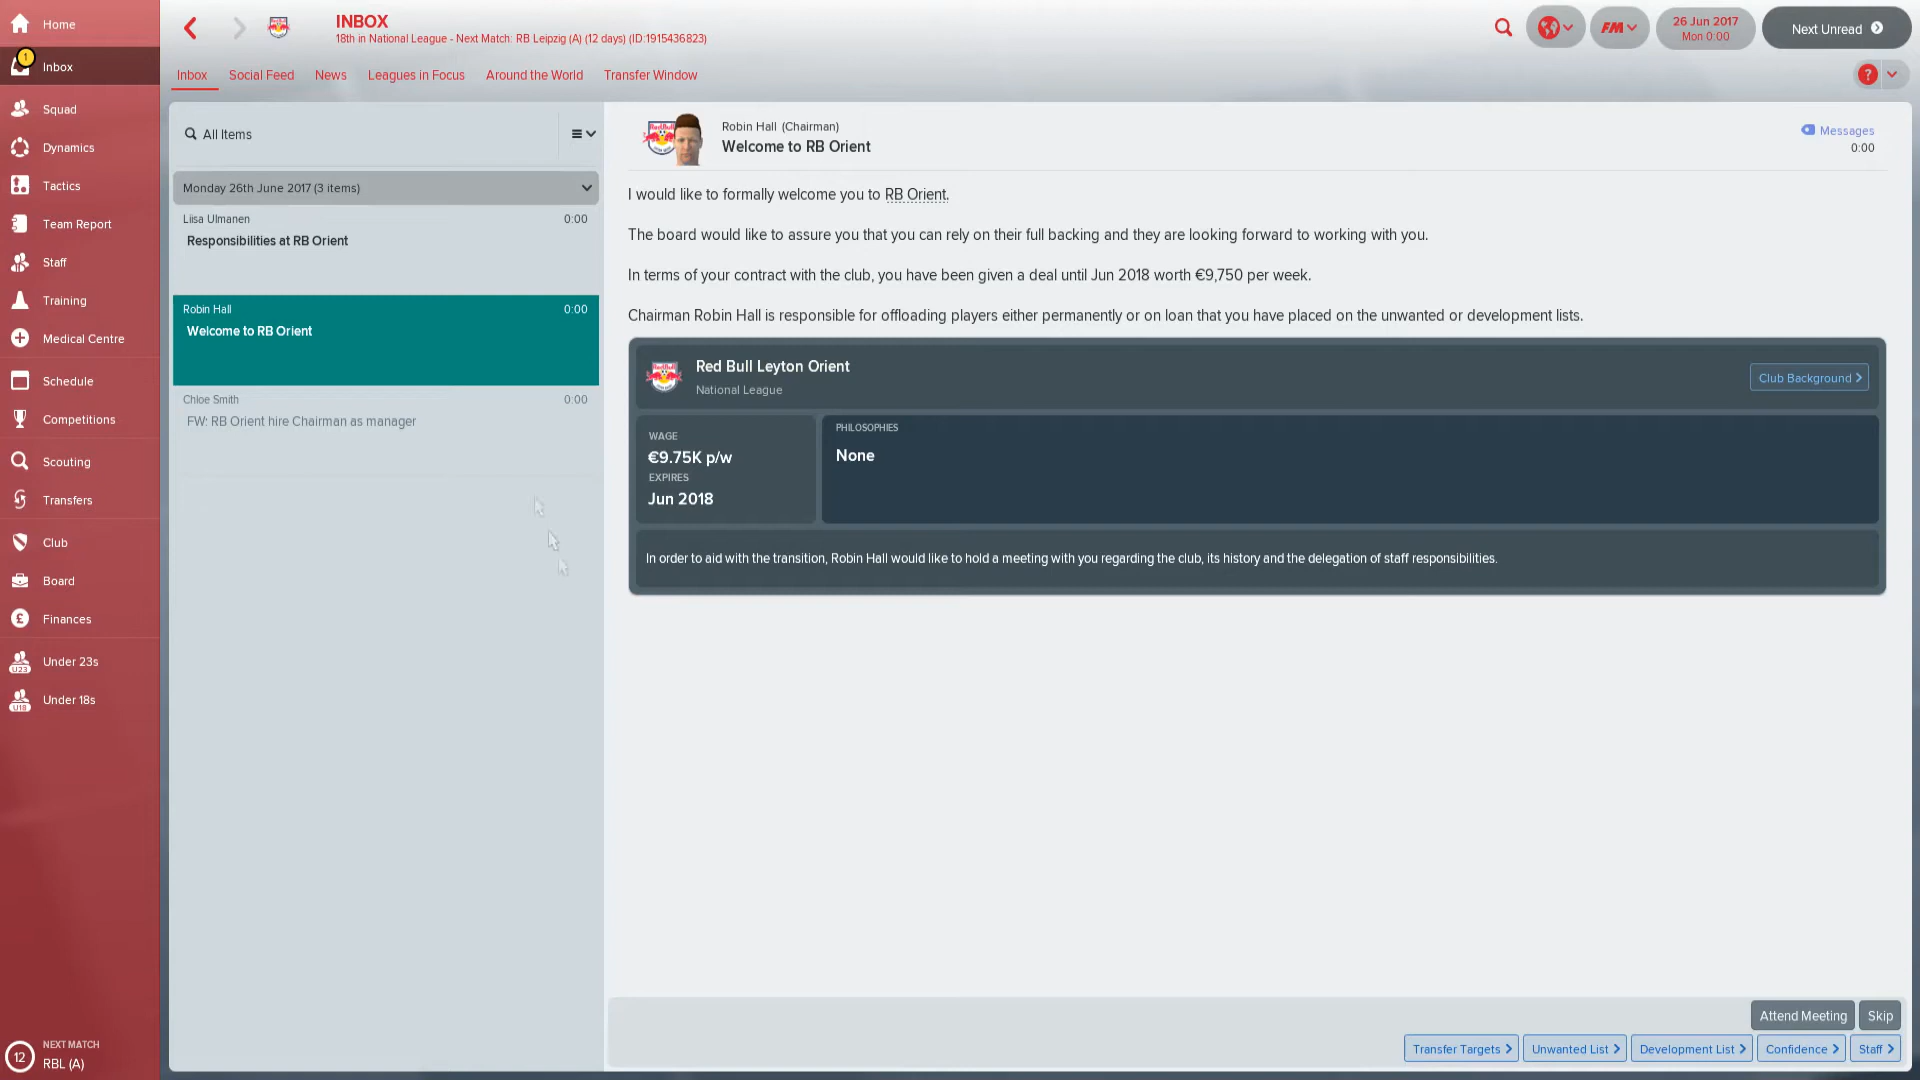 Home
Inbox
1
Squad
Dynamics
Tactics
Team Report
Staff
Training
Medical Centre
Schedule
Competitions
Scouting
Transfers
Club
Board
Finances
Under 23s
U23
Under 18s
U18
12
NEXT MATCH
RBL (A)
INBOX
18th in National League - Next Match: RB Leipzig (A) (12 days) (ID:1915436823)
FM
26 Jun 2017
Mon 0:00
Next Unread
Inbox
Social Feed
News
Leagues in Focus
Around the World
Transfer Window
?
All Items
Monday 26th June 2017 (3 items)
Liisa Ulmanen 0:00
Responsibilities at RB Orient
Robin Hall 0:00
Welcome to RB Orient
Chloe Smith 0:00
FW: RB Orient hire Chairman as manager
Robin Hall (Chairman)
Welcome to RB Orient
Messages
0:00
I would like to formally welcome you to RB Orient.
The board would like to assure you that you can rely on their full backing and they are looking forward to working with you.
In terms of your contract with the club, you have been given a deal until Jun 2018 worth €9,750 per week.
Chairman Robin Hall is responsible for offloading players either permanently or on loan that you have placed on the unwanted or development lists.
Red Bull Leyton Orient
National League
Club Background
WAGE
€9.75K p/w
EXPIRES
Jun 2018
PHILOSOPHIES
None
In order to aid with the transition, Robin Hall would like to hold a meeting with you regarding the club, its history and the delegation of staff responsibilities.
Attend Meeting
Skip
Transfer Targets
Unwanted List
Development List
Confidence
Staff